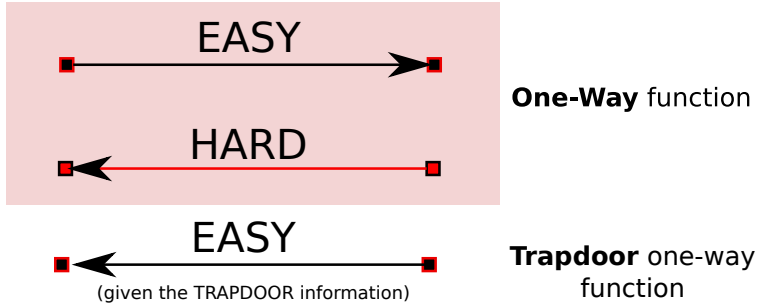 EASY
One-Way function
HARD
EASY
Trapdoor one-way
function
(given the TRAPDOOR information)